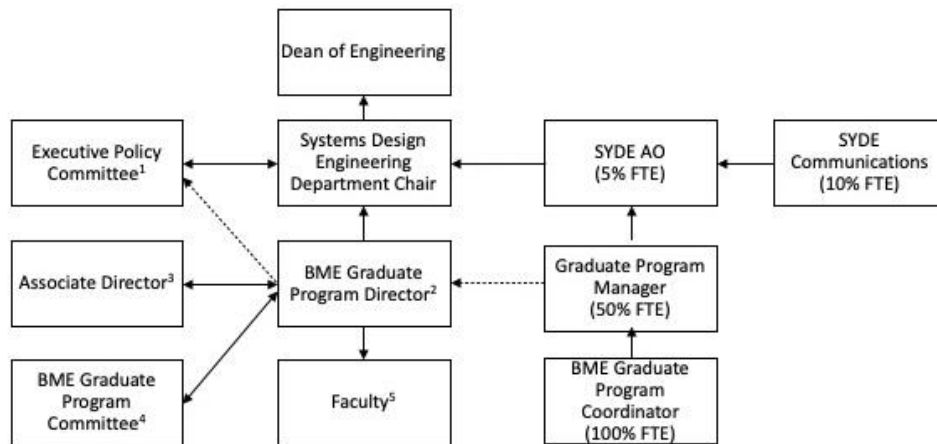 Dean of Engineering
Executive Policy
Committee¹
Systems Design
Engineering
Department Chair
SYDE AO
(5% FTE)
SYDE
Communications
(10% FTE)
Associate Director³
BME Graduate
Program Director²
Graduate Program
Manager
(50% FTE)
BME Graduate
Program
Committee⁴
Faculty⁵
BME Graduate
Program
Coordinator
(100% FTE)